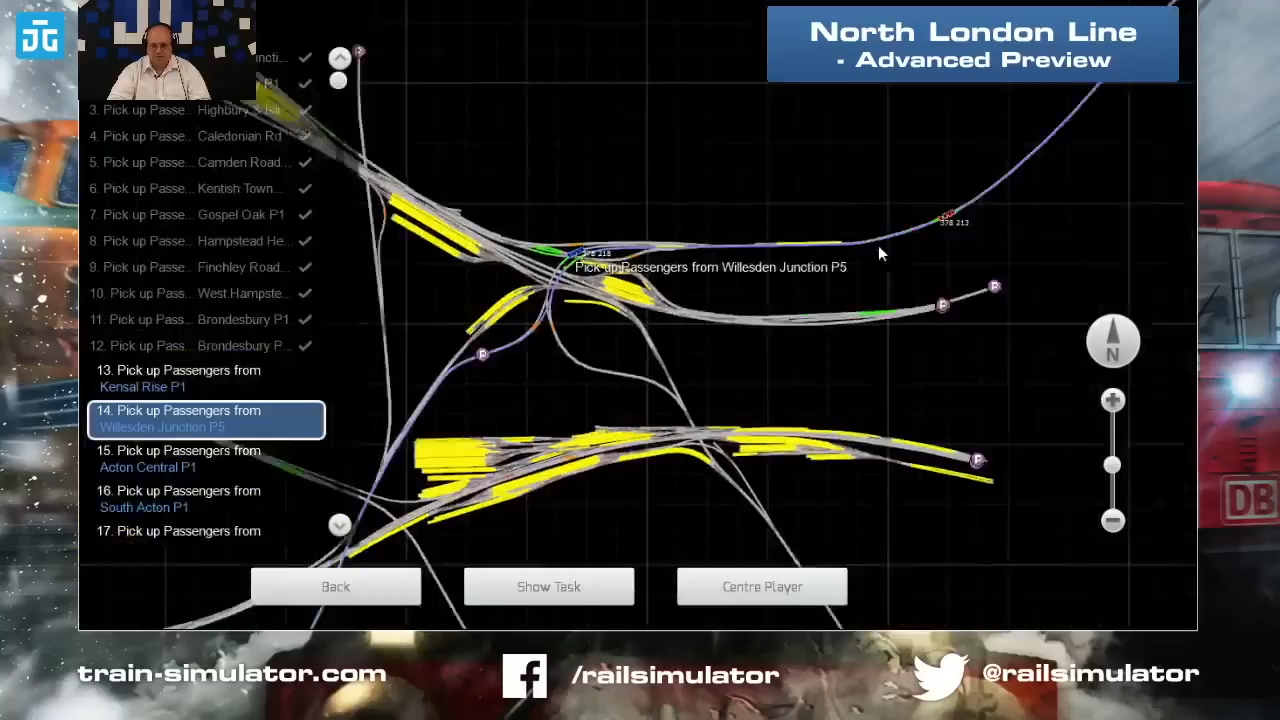 JG
North London Line
- Advanced Preview
ncti...
P1
3. Pick up Passe... Highbury & Isli
4. Pick up Passe... Caledonian Rd
5. Pick up Passe... Camden Road...
6. Pick up Passe... Kentish Town...
7. Pick up Passe... Gospel Oak P1
8. Pick up Passe... Hampstead He...
9. Pick up Passe... Finchley Road...
10. Pick up Pass... West Hampste...
11. Pick up Pass... Brondesbury P1
12. Pick up Pass... Brondesbury P...
13. Pick up Passengers from
Kensal Rise P1
14. Pick up Passengers from
Willesden Junction P5
15. Pick up Passengers from
Acton Central P1
16. Pick up Passengers from
South Acton P1
17. Pick up Passengers from
P
378 213
378 218
Pick up Passengers from Willesden Junction P5
P
P
P
P
N
Back
Show Task
Centre Player
DB
train-simulator.com
/railsimulator
@railsimulator